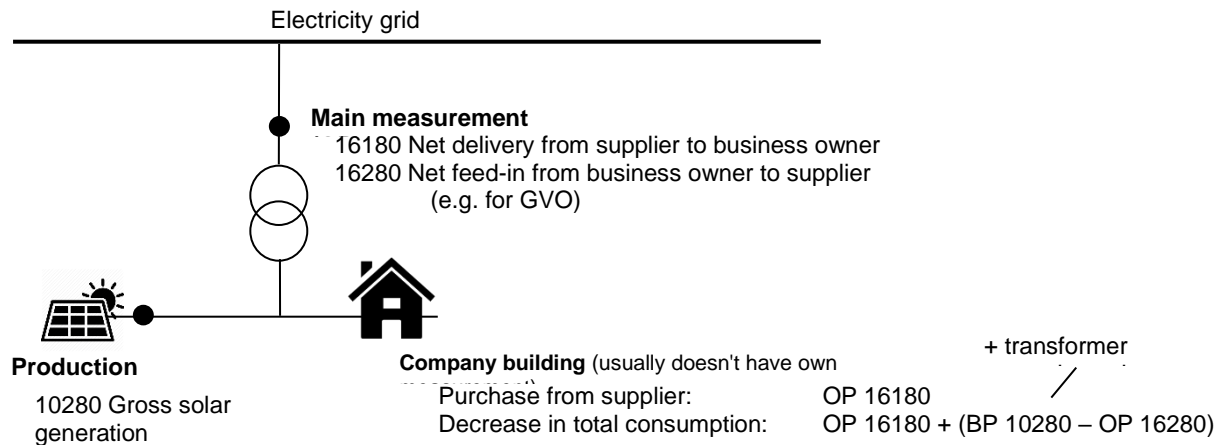 Electricity grid
Main measurement
16180 Net delivery from supplier to business owner
16280 Net feed-in from business owner to supplier
(e.g. for GVO)
+ transformer
Production
Company building (usually doesn't have own
10280 Gross solar
generation
Purchase from supplier: OP 16180
Decrease in total consumption: OP 16180 + (BP 10280 – OP 16280)